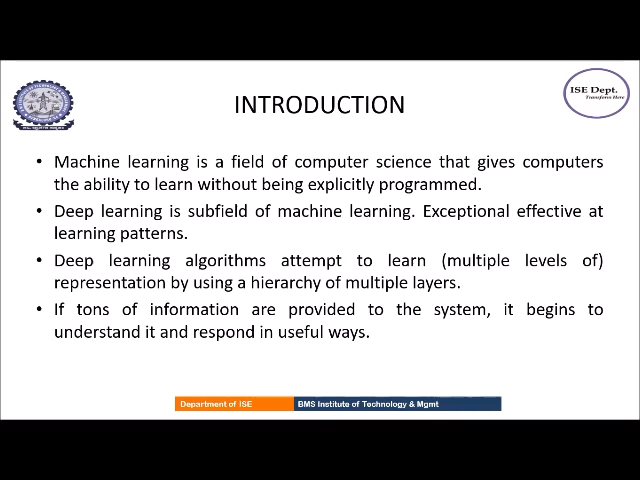 ISE Dept.
Transform Here
INTRODUCTION
• Machine learning is a field of computer science that gives computers
the ability to learn without being explicitly programmed.
• Deep learning is subfield of machine learning. Exceptional effective at
learning patterns.
• Deep learning algorithms attempt to learn (multiple levels of)
representation by using a hierarchy of multiple layers.
• If tons of information are provided to the system, it begins to
understand it and respond in useful ways.
Department of ISE BMS Institute of Technology & Mgmt